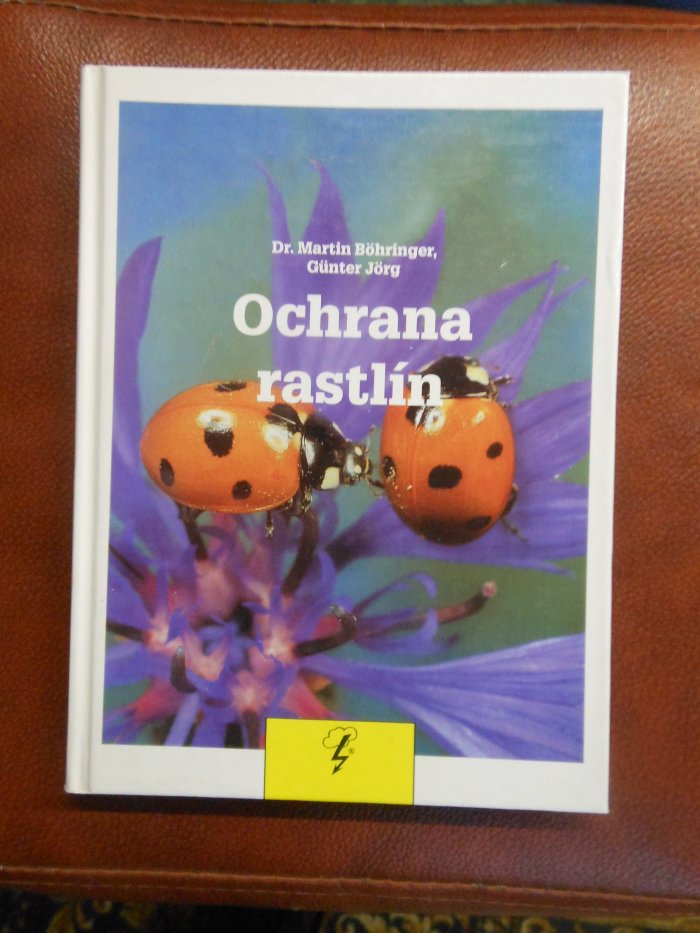 Dr. Martin Böhringer,
Günter Jörg
Ochrana
rastlín
®